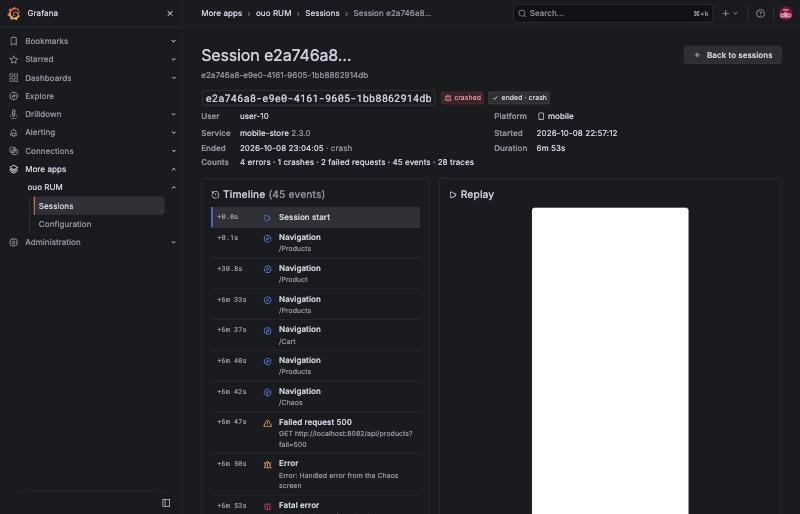 Grafana
More apps › ouo RUM › Sessions › Session e2a746a8...
Search...
⌘+k
Bookmarks
Starred
Dashboards
Explore
Drilldown
Alerting
Connections
More apps
ouo RUM
Sessions
Configuration
Administration
Session e2a746a8...
e2a746a8-e9e0-4161-9605-1bb8862914db
← Back to sessions
e2a746a8-e9e0-4161-9605-1bb8862914db crashed ✓ ended · crash
User user-10
Platform mobile
Service mobile-store 2.3.0
Started 2026-10-08 22:57:12
Ended 2026-10-08 23:04:05 · crash
Duration 6m 53s
Counts 4 errors · 1 crashes · 2 failed requests · 45 events · 28 traces
Timeline (45 events)
+0.0s Session start
+0.1s Navigation
/Products
+30.8s Navigation
/Product
+6m 33s Navigation
/Products
+6m 37s Navigation
/Cart
+6m 40s Navigation
/Products
+6m 42s Navigation
/Chaos
+6m 47s Failed request 500
GET http://localhost:8082/api/products?
fail=500
+6m 50s Error
Error: Handled error from the Chaos
screen
+6m 53s Fatal error
Replay